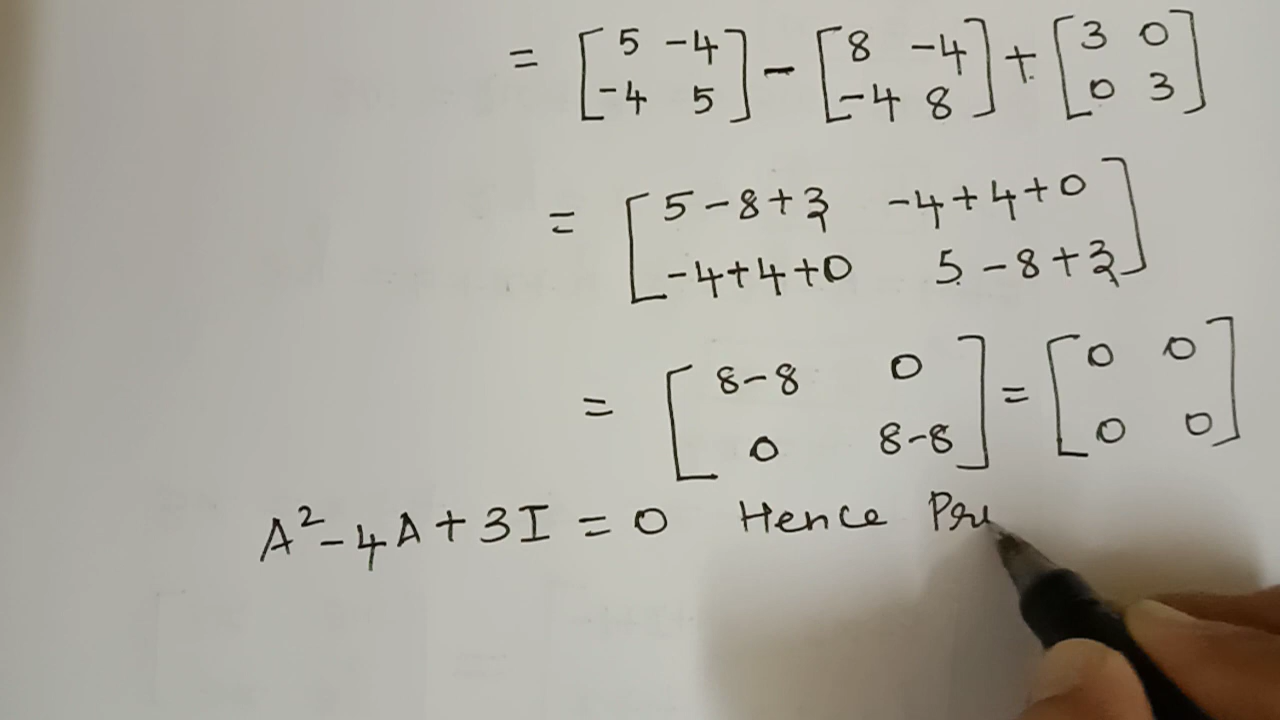 = [ 5 -4 ] - [ 8 -4 ] + [ 3 0 ]
[ -4 5 ] [ -4 8 ] [ 0 3 ]
= [ 5-8+3 -4+4+0 ]
[ -4+4+0 5-8+3 ]
= [ 8-8 0 ] = [ 0 0 ]
[ 0 8-8 ] [ 0 0 ]
A²-4A+3I=0 Hence